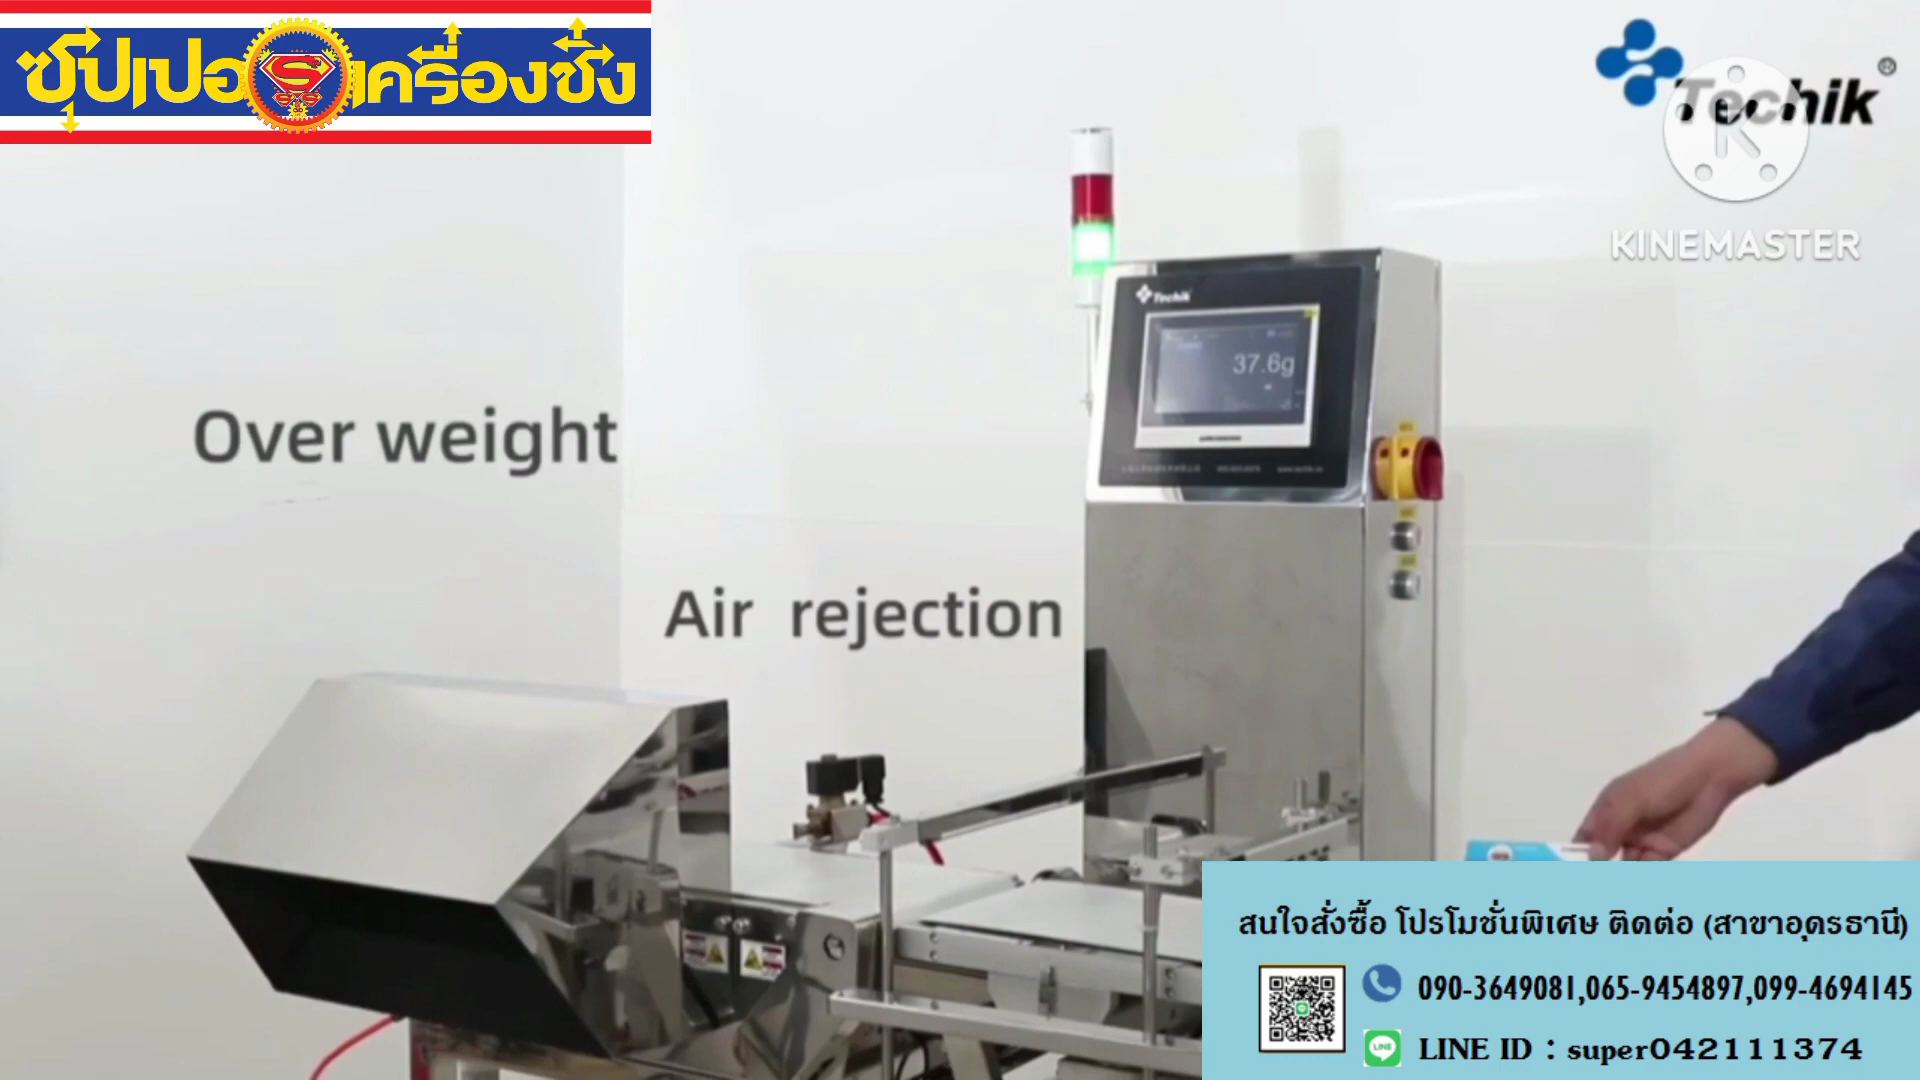 ซุปเปอร์เครื่องชั่ง
Techik®
KINEMASTER
Techik
37.6g
Over weight
Air rejection
สนใจสั่งซื้อ โปรโมชั่นพิเศษ ติดต่อ (สาขาอุดรธานี)
090-3649081,065-9454897,099-4694145
LINE
LINE ID : super042111374